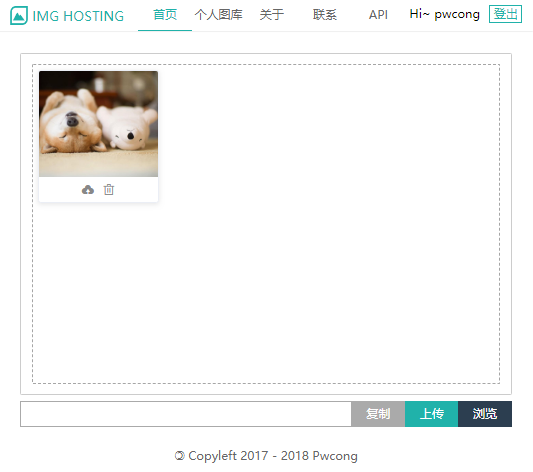 IMG HOSTING 首页 个人图库 关于 联系 API Hi~ pwcong 登出
复制 上传 浏览
🄯 Copyleft 2017 - 2018 Pwcong